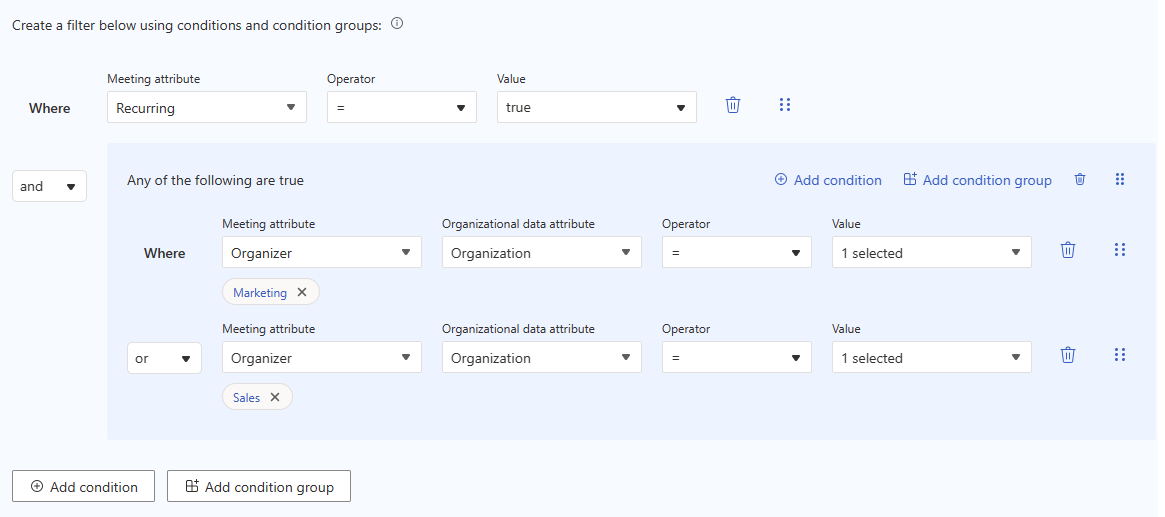 Create a filter below using conditions and condition groups:
Meeting attribute Operator Value
Where Recurring = true
and Any of the following are true Add condition Add condition group
Meeting attribute Organizational data attribute Operator Value
Where Organizer Organization = 1 selected
Marketing
Meeting attribute Organizational data attribute Operator Value
or Organizer Organization = 1 selected
Sales
Add condition Add condition group